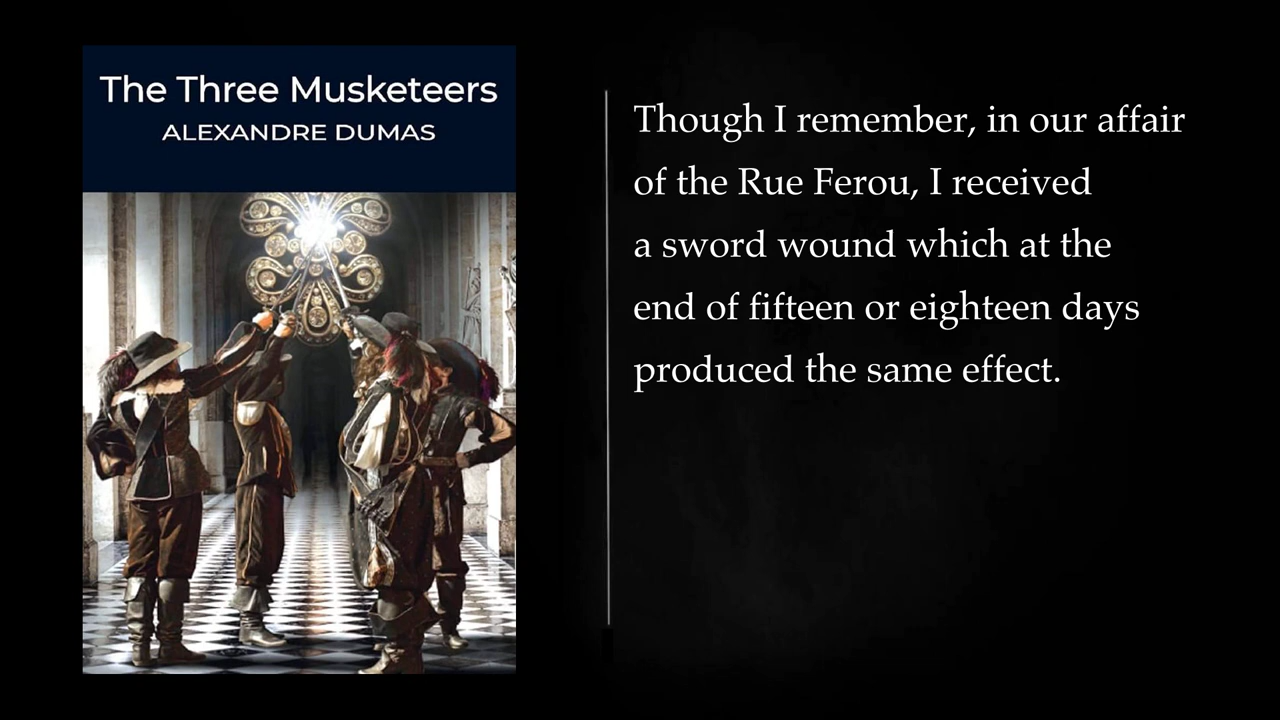 The Three Musketeers
ALEXANDRE DUMAS
Though I remember, in our affair
of the Rue Ferou, I received
a sword wound which at the
end of fifteen or eighteen days
produced the same effect.